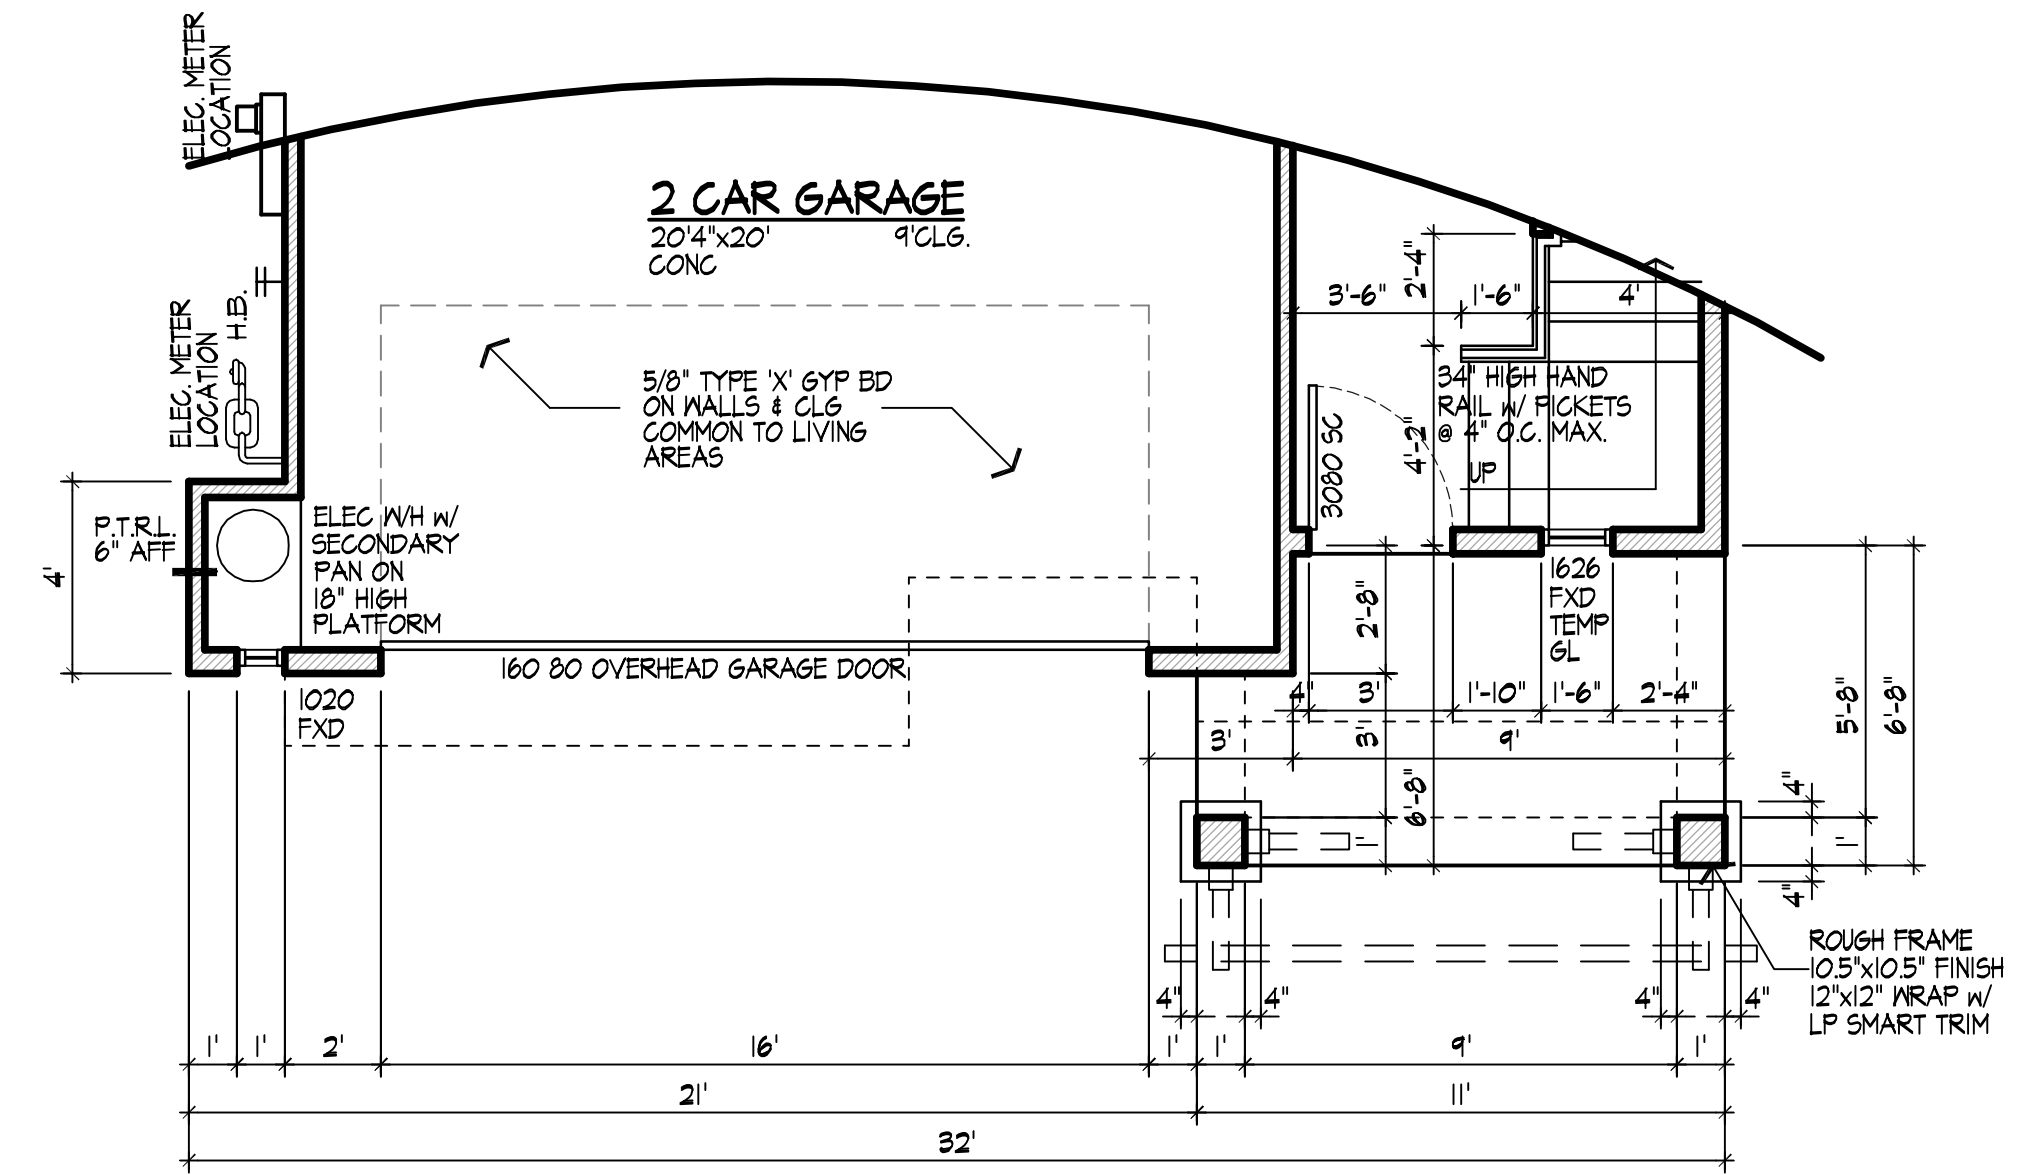 ELEC. METER
LOCATION
2 CAR GARAGE
20'4"x20' 9'CLG.
CONC
2'-4"
3'-6" 1'-6" 4'
ELEC. METER
LOCATION
H.B.
5/8" TYPE 'X' GYP BD
ON WALLS & CLG
COMMON TO LIVING
AREAS
34" HIGH HAND
RAIL w/ PICKETS
@ 4" O.C. MAX.
4'-2"
3080 SC
UP
P.T.R.L.
6" AFF
4'
ELEC W/H w/
SECONDARY
PAN ON
18" HIGH
PLATFORM
1626
FXD
TEMP
GL
2'-8"
160 80 OVERHEAD GARAGE DOOR
1020
FXD
4" 3' 1'-10" 1'-6" 2'-4"
5'-8"
6'-8"
3' 3' 9'
6'-8"
4"
1' 1'
4"
ROUGH FRAME
10.5"x10.5" FINISH
12"x12" WRAP w/
LP SMART TRIM
4" 4" 4" 4"
1' 1' 2' 16' 1' 1' 9' 1'
21' 11'
32'